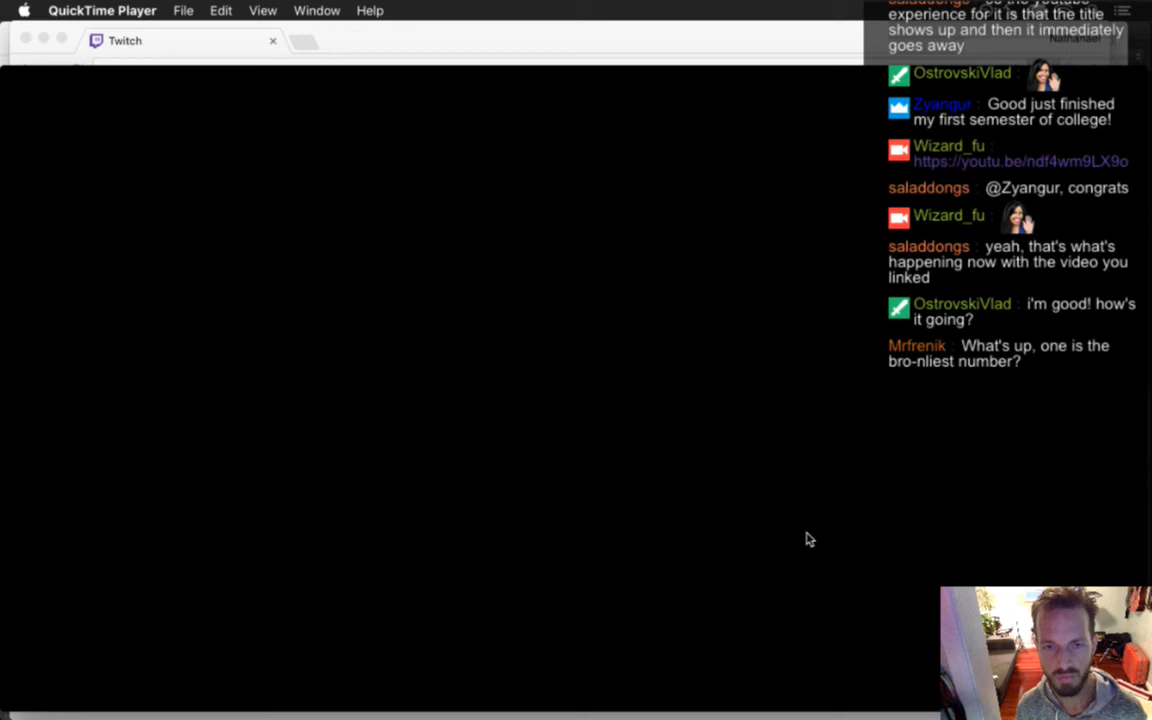 QuickTime Player File Edit View Window Help
Twitch
experience for it is that the title
shows up and then it immediately
goes away
OstrovskiVlad :
Zyangur : Good just finished
my first semester of college!
Wizard_fu :
https://youtu.be/ndf4wm9LX9o
saladdongs : @Zyangur, congrats
Wizard_fu :
saladdongs : yeah, that's what's
happening now with the video you
linked
OstrovskiVlad : i'm good! how's
it going?
Mrfrenik : What's up, one is the
bro-nliest number?